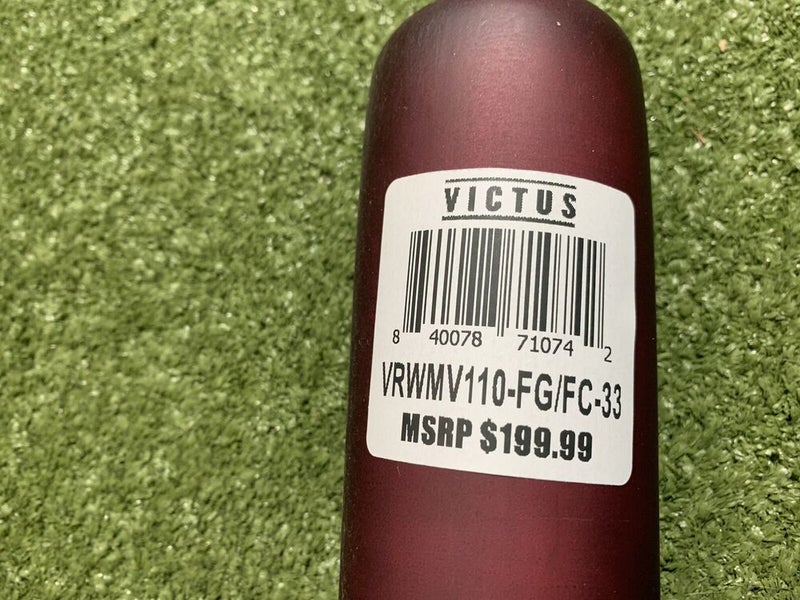 VICTUS
8 40078 71074 2
VRWMV110-FG/FC-33
MSRP $199.99